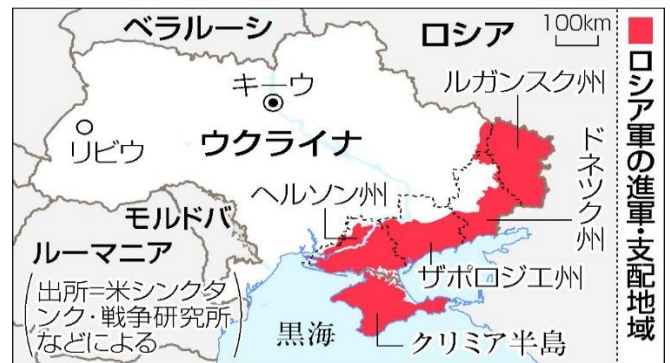 ベラルーシ
ロシア
100km
ルガンスク州
キーウ
リビウ
ウクライナ
ドネツク州
ヘルソン州
モルドバ
ルーマニア
ザポロジエ州
(出所=米シンクタ
ンク・戦争研究所
などによる)
黒海
クリミア半島
■ロシア軍の進軍・支配地域